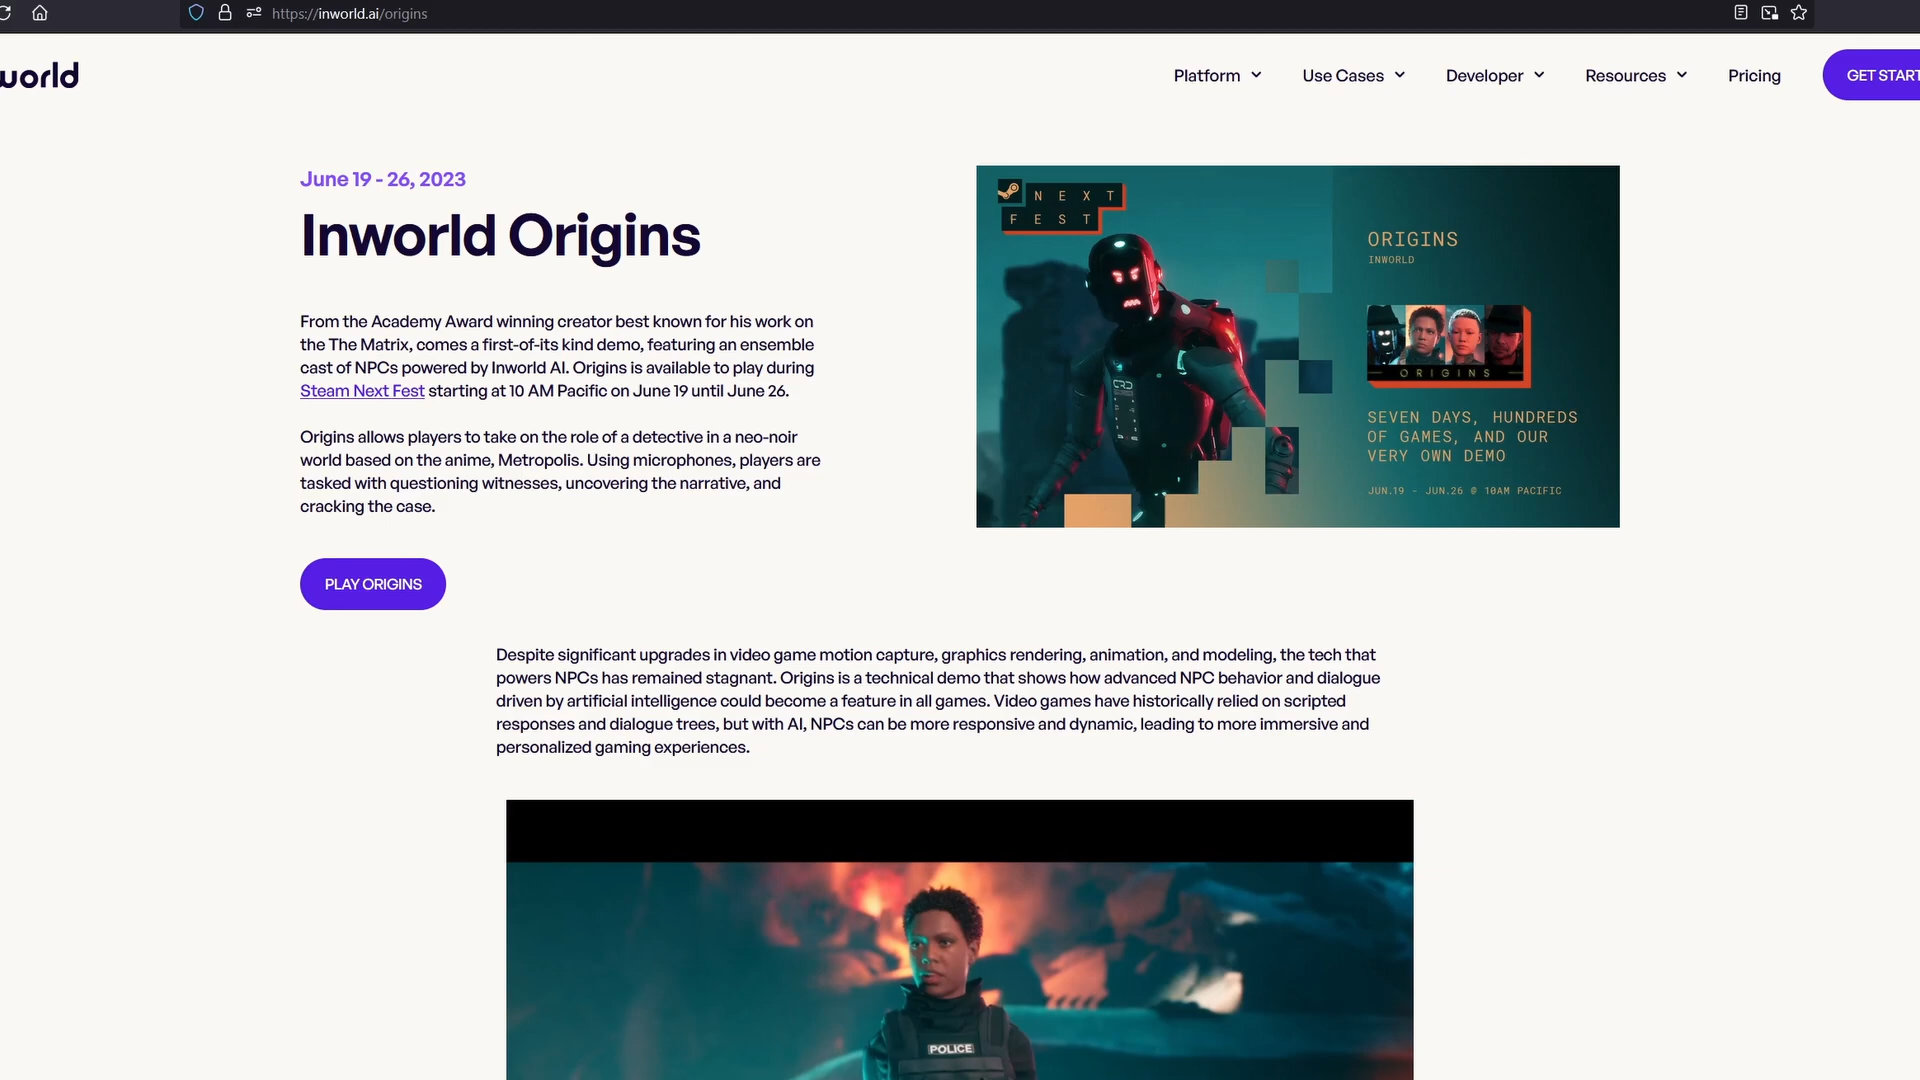 https://inworld.ai/origins
world
Platform
Use Cases
Developer
Resources
Pricing
GET START
June 19 - 26, 2023
Inworld Origins
From the Academy Award winning creator best known for his work on
the The Matrix, comes a first-of-its kind demo, featuring an ensemble
cast of NPCs powered by Inworld AI. Origins is available to play during
Steam Next Fest starting at 10 AM Pacific on June 19 until June 26.
Origins allows players to take on the role of a detective in a neo-noir
world based on the anime, Metropolis. Using microphones, players are
tasked with questioning witnesses, uncovering the narrative, and
cracking the case.
PLAY ORIGINS
NEXT
FEST
CRD
ORIGINS
INWORLD
ORIGINS
SEVEN DAYS, HUNDREDS
OF GAMES, AND OUR
VERY OWN DEMO
JUN.19 - JUN.26 @ 10AM PACIFIC
Despite significant upgrades in video game motion capture, graphics rendering, animation, and modeling, the tech that
powers NPCs has remained stagnant. Origins is a technical demo that shows how advanced NPC behavior and dialogue
driven by artificial intelligence could become a feature in all games. Video games have historically relied on scripted
responses and dialogue trees, but with AI, NPCs can be more responsive and dynamic, leading to more immersive and
personalized gaming experiences.
POLICE